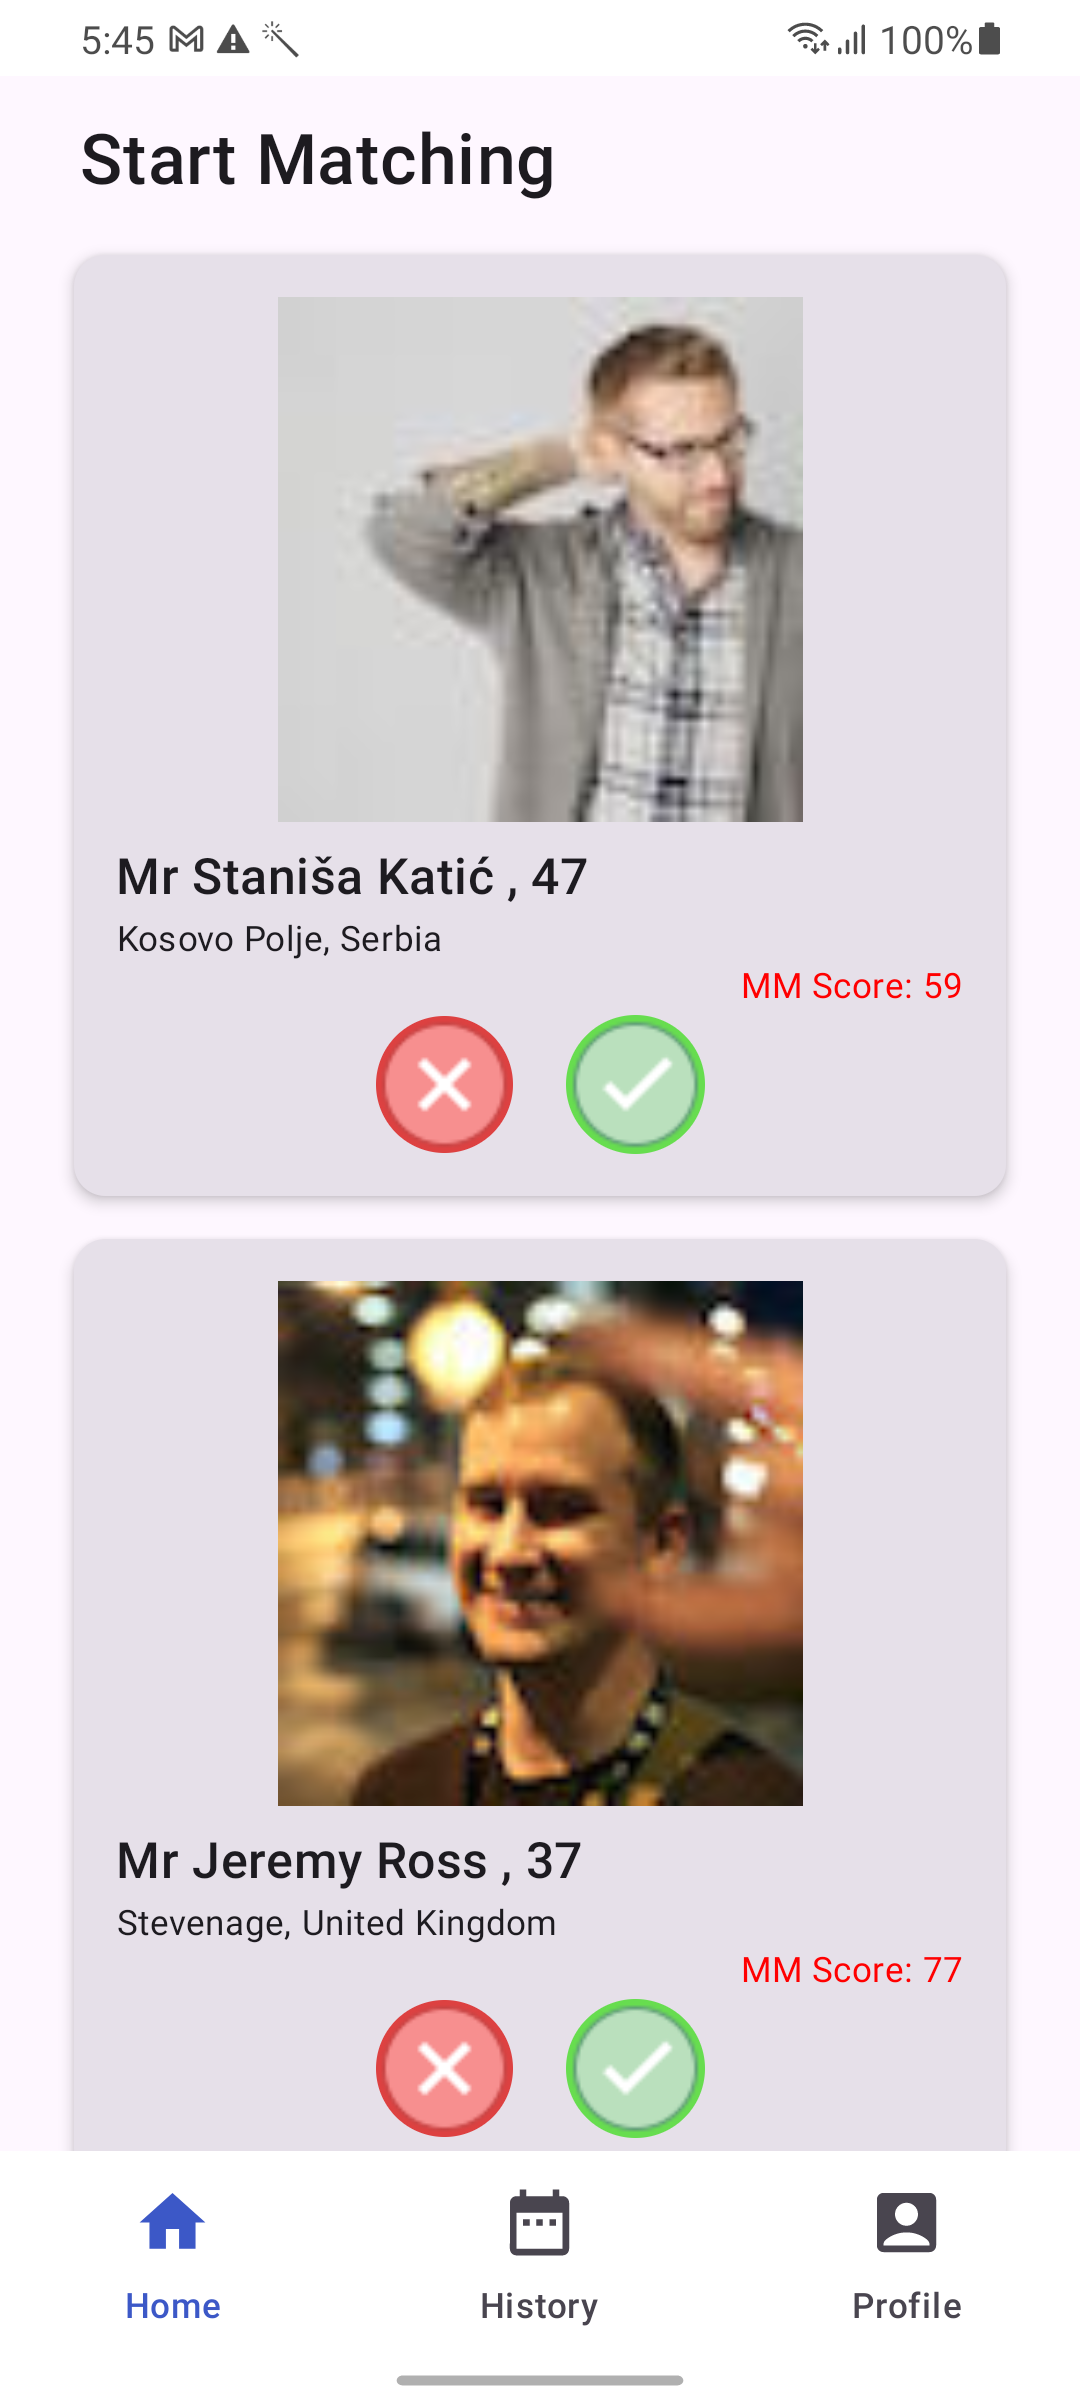 5:45 100%
Start Matching
Mr Staniša Katić , 47
Kosovo Polje, Serbia
MM Score: 59
Mr Jeremy Ross , 37
Stevenage, United Kingdom
MM Score: 77
Home History Profile